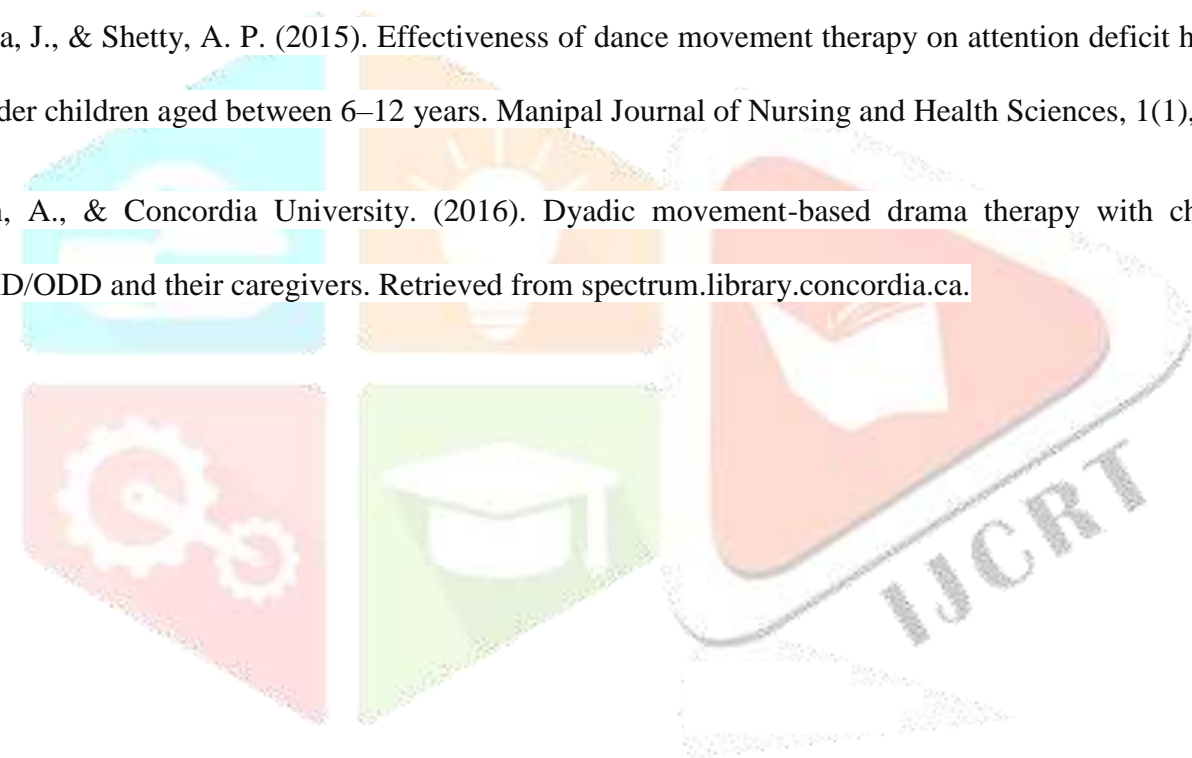 a, J., & Shetty, A. P. (2015). Effectiveness of dance movement therapy on attention deficit h
der children aged between 6–12 years. Manipal Journal of Nursing and Health Sciences, 1(1),
, A., & Concordia University. (2016). Dyadic movement-based drama therapy with ch
D/ODD and their caregivers. Retrieved from spectrum.library.concordia.ca.
IJCRT